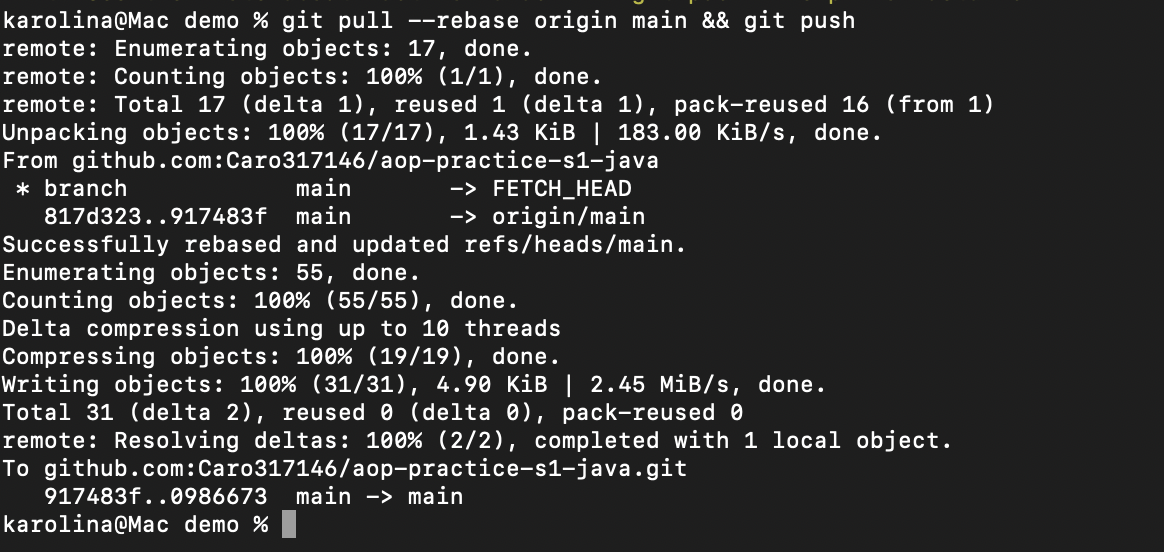 karolina@Mac demo % git pull --rebase origin main && git push
remote: Enumerating objects: 17, done.
remote: Counting objects: 100% (1/1), done.
remote: Total 17 (delta 1), reused 1 (delta 1), pack-reused 16 (from 1)
Unpacking objects: 100% (17/17), 1.43 KiB | 183.00 KiB/s, done.
From github.com:Caro317146/aop-practice-s1-java
 * branch            main       -> FETCH_HEAD
   817d323..917483f  main       -> origin/main
Successfully rebased and updated refs/heads/main.
Enumerating objects: 55, done.
Counting objects: 100% (55/55), done.
Delta compression using up to 10 threads
Compressing objects: 100% (19/19), done.
Writing objects: 100% (31/31), 4.90 KiB | 2.45 MiB/s, done.
Total 31 (delta 2), reused 0 (delta 0), pack-reused 0
remote: Resolving deltas: 100% (2/2), completed with 1 local object.
To github.com:Caro317146/aop-practice-s1-java.git
   917483f..0986673  main -> main
karolina@Mac demo %